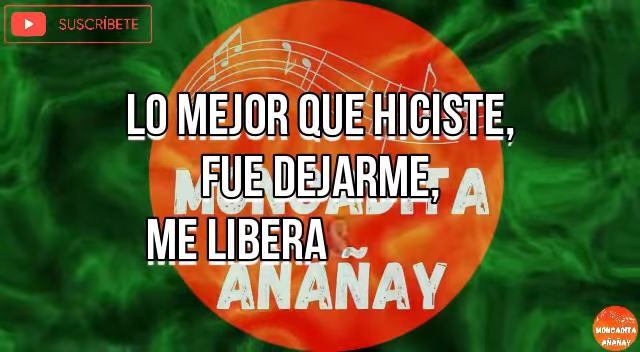 SUSCRÍBETE
LO MEJOR QUE HICISTE,
FUE DEJARME,
MONCADITA
ME LIBERA
AÑAÑAY
MONCADITA
AÑAÑAY